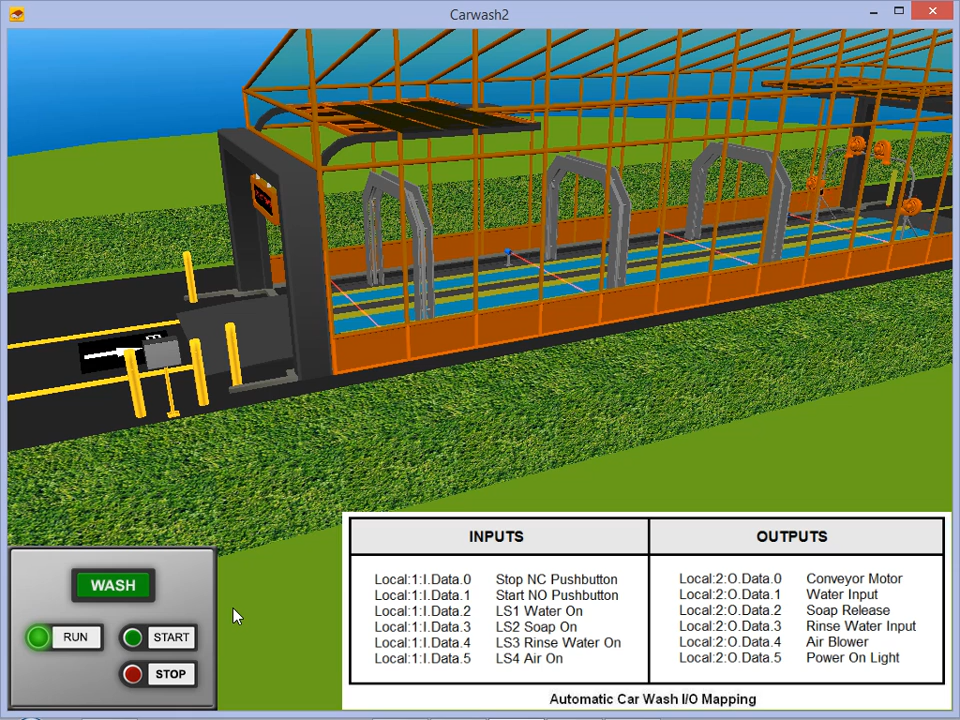 Carwash2
INPUTS OUTPUTS
Local:1:I.Data.0 Stop NC Pushbutton Local:2:O.Data.0 Conveyor Motor
Local:1:I.Data.1 Start NO Pushbutton Local:2:O.Data.1 Water Input
Local:1:I.Data.2 LS1 Water On Local:2:O.Data.2 Soap Release
Local:1:I.Data.3 LS2 Soap On Local:2:O.Data.3 Rinse Water Input
Local:1:I.Data.4 LS3 Rinse Water On Local:2:O.Data.4 Air Blower
Local:1:I.Data.5 LS4 Air On Local:2:O.Data.5 Power On Light
Automatic Car Wash I/O Mapping
WASH
RUN START
STOP